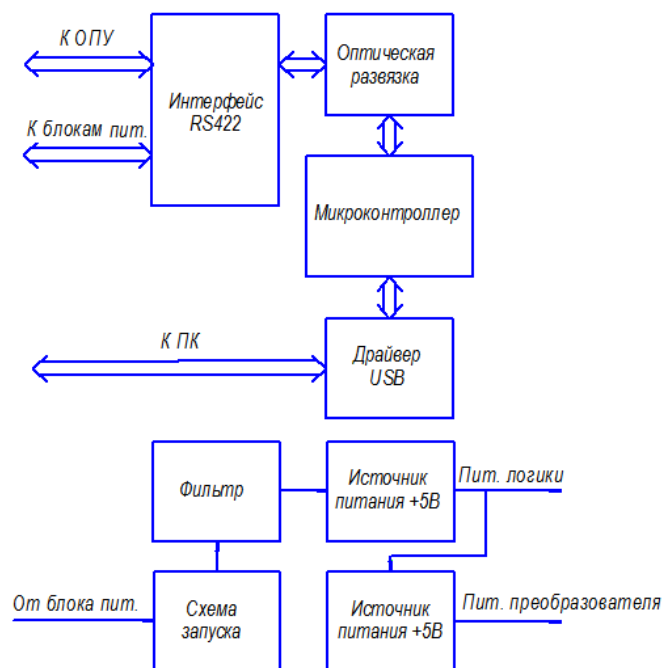 К ОПУ
Оптическая
развязка
Интерфейс
RS422
К блокам пит.
Микроконтроллер
К ПК
Драйвер
USB
Фильтр
Источник
питания +5В
Пит. логики
От блока пит.
Схема
запуска
Источник
питания +5В
Пит. преобразователя